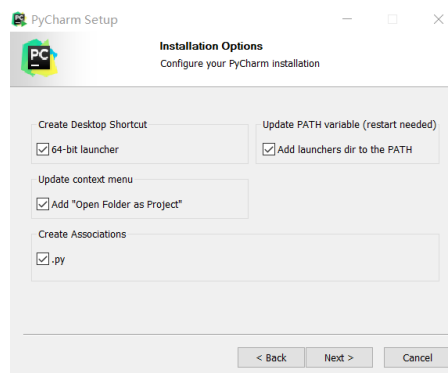 PyCharm Setup
PC
Installation Options
Configure your PyCharm installation
Create Desktop Shortcut
64-bit launcher
Update PATH variable (restart needed)
Add launchers dir to the PATH
Update context menu
Add "Open Folder as Project"
Create Associations
.py
< Back
Next >
Cancel